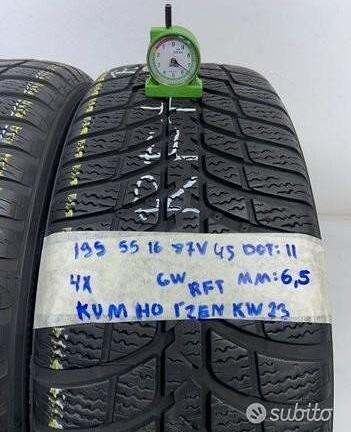 195 55 16 87V 45 DOT: 11
4X GW RFT MM: 6,5
KUMHO IZEN KW23
subito